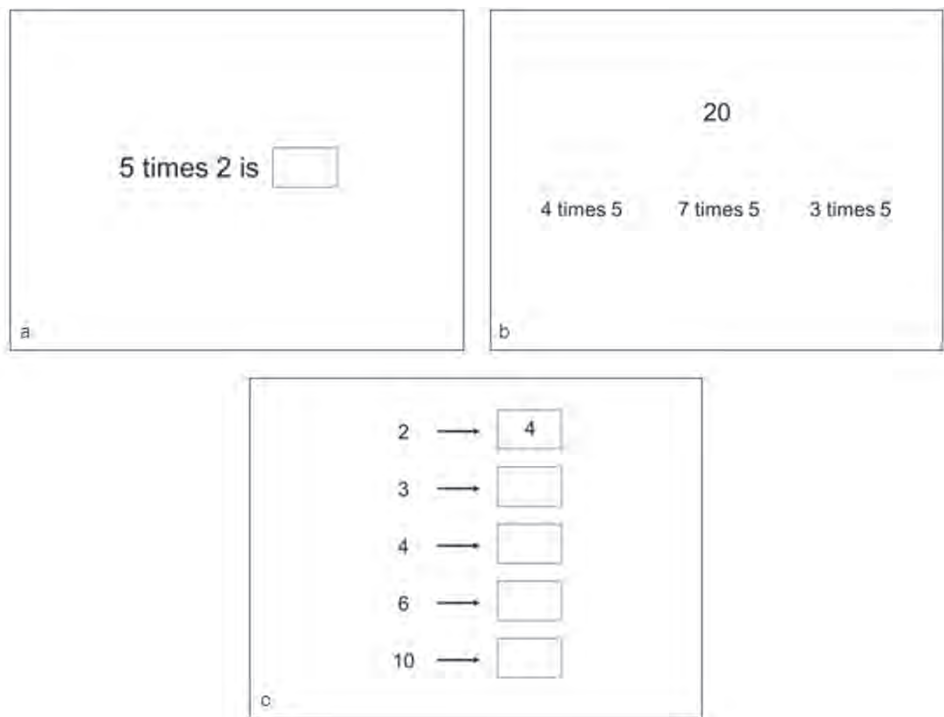 5 times 2 is
a
20
4 times 5 7 times 5 3 times 5
b
2 → 4
3 →
4 →
6 →
10 →
c